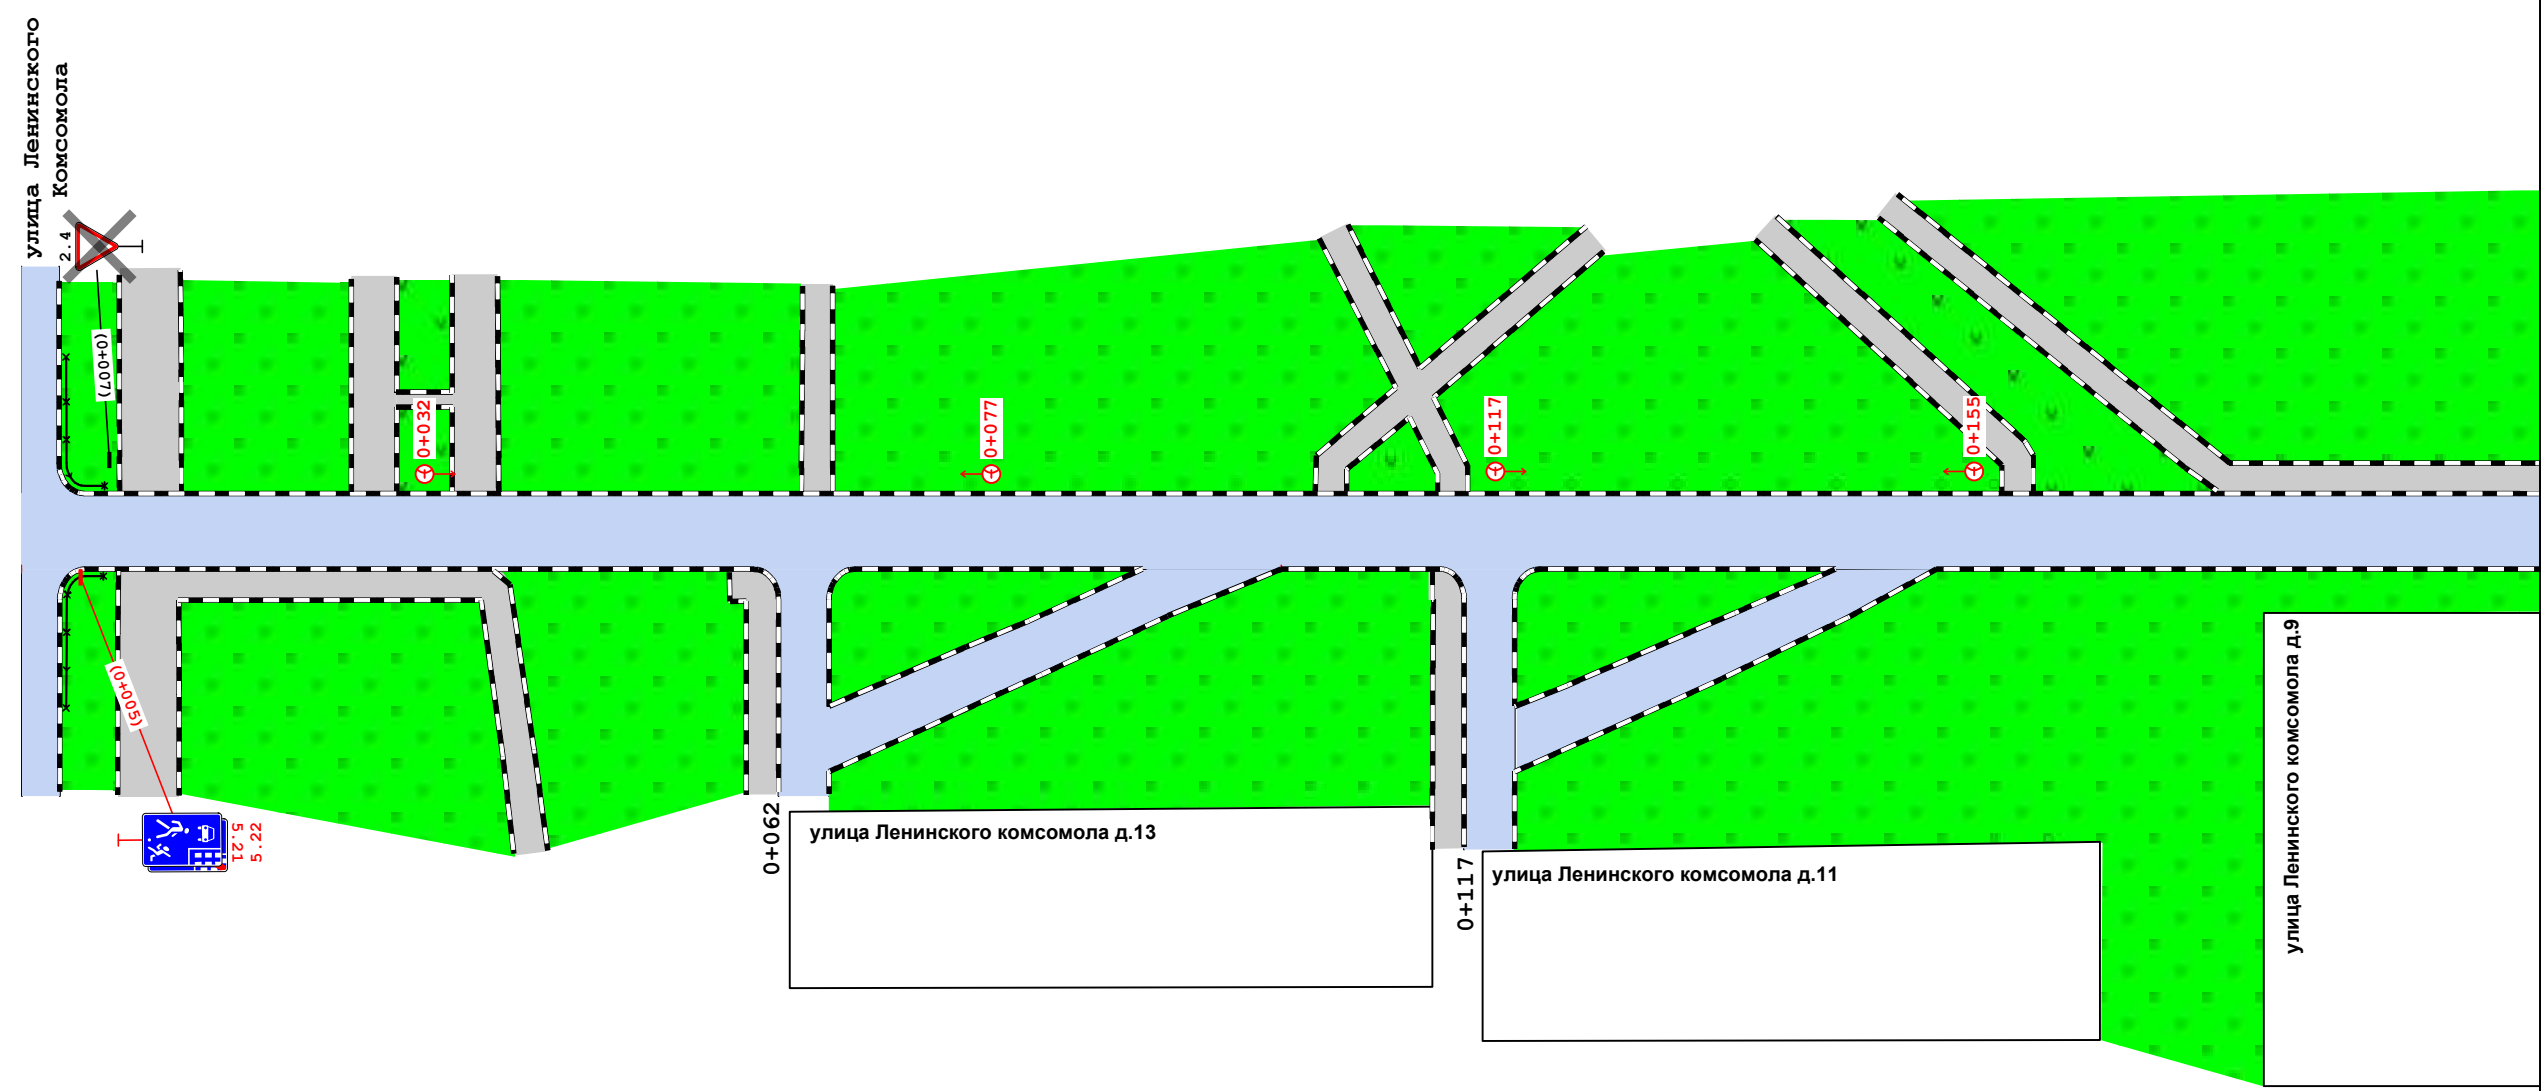 улица Ленинского
Комсомола
2.4
(0+007)
0+032
0+077
0+117
0+155
(0+005)
5.22
5.21
0+062
улица Ленинского комсомола д.13
0+117
улица Ленинского комсомола д.11
улица Ленинского комсомола д.9